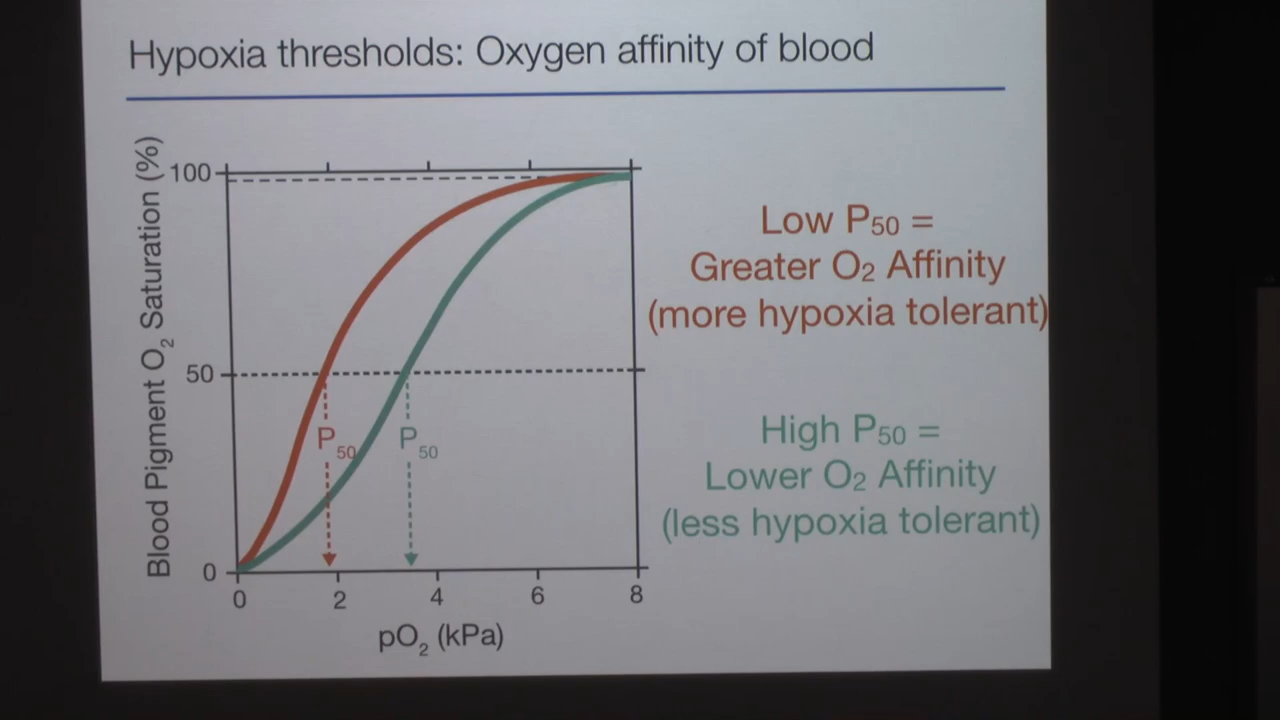 Hypoxia thresholds: Oxygen affinity of blood
Blood Pigment O₂ Saturation (%)
100
50
0
P₅₀ P₅₀
0 2 4 6 8
pO₂ (kPa)
Low P₅₀ =
Greater O₂ Affinity
(more hypoxia tolerant)
High P₅₀ =
Lower O₂ Affinity
(less hypoxia tolerant)